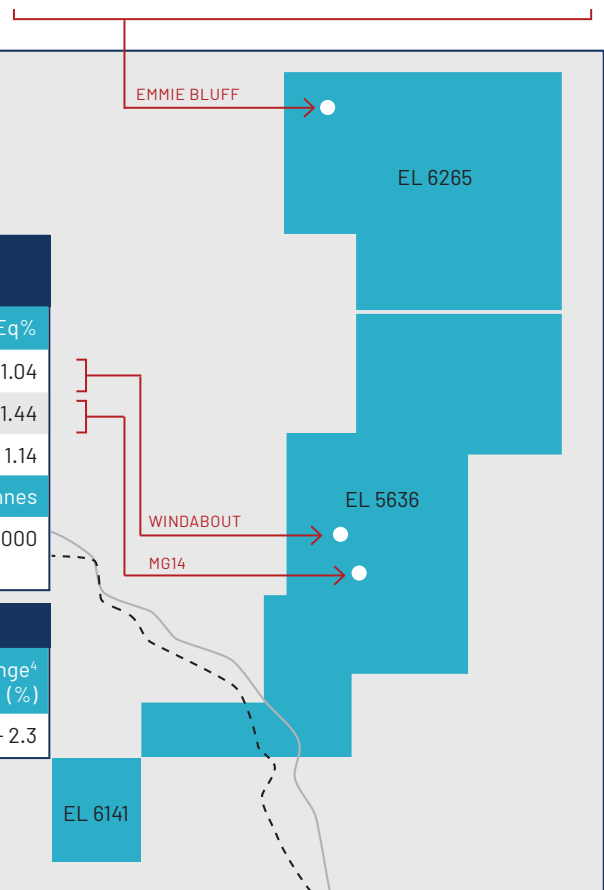 EMMIE BLUFF
EL 6265
Eq%
1.04
1.44
1.14
nnes
000
EL 5636
WINDABOUT
MG14
nge⁴
(%)
- 2.3
EL 6141